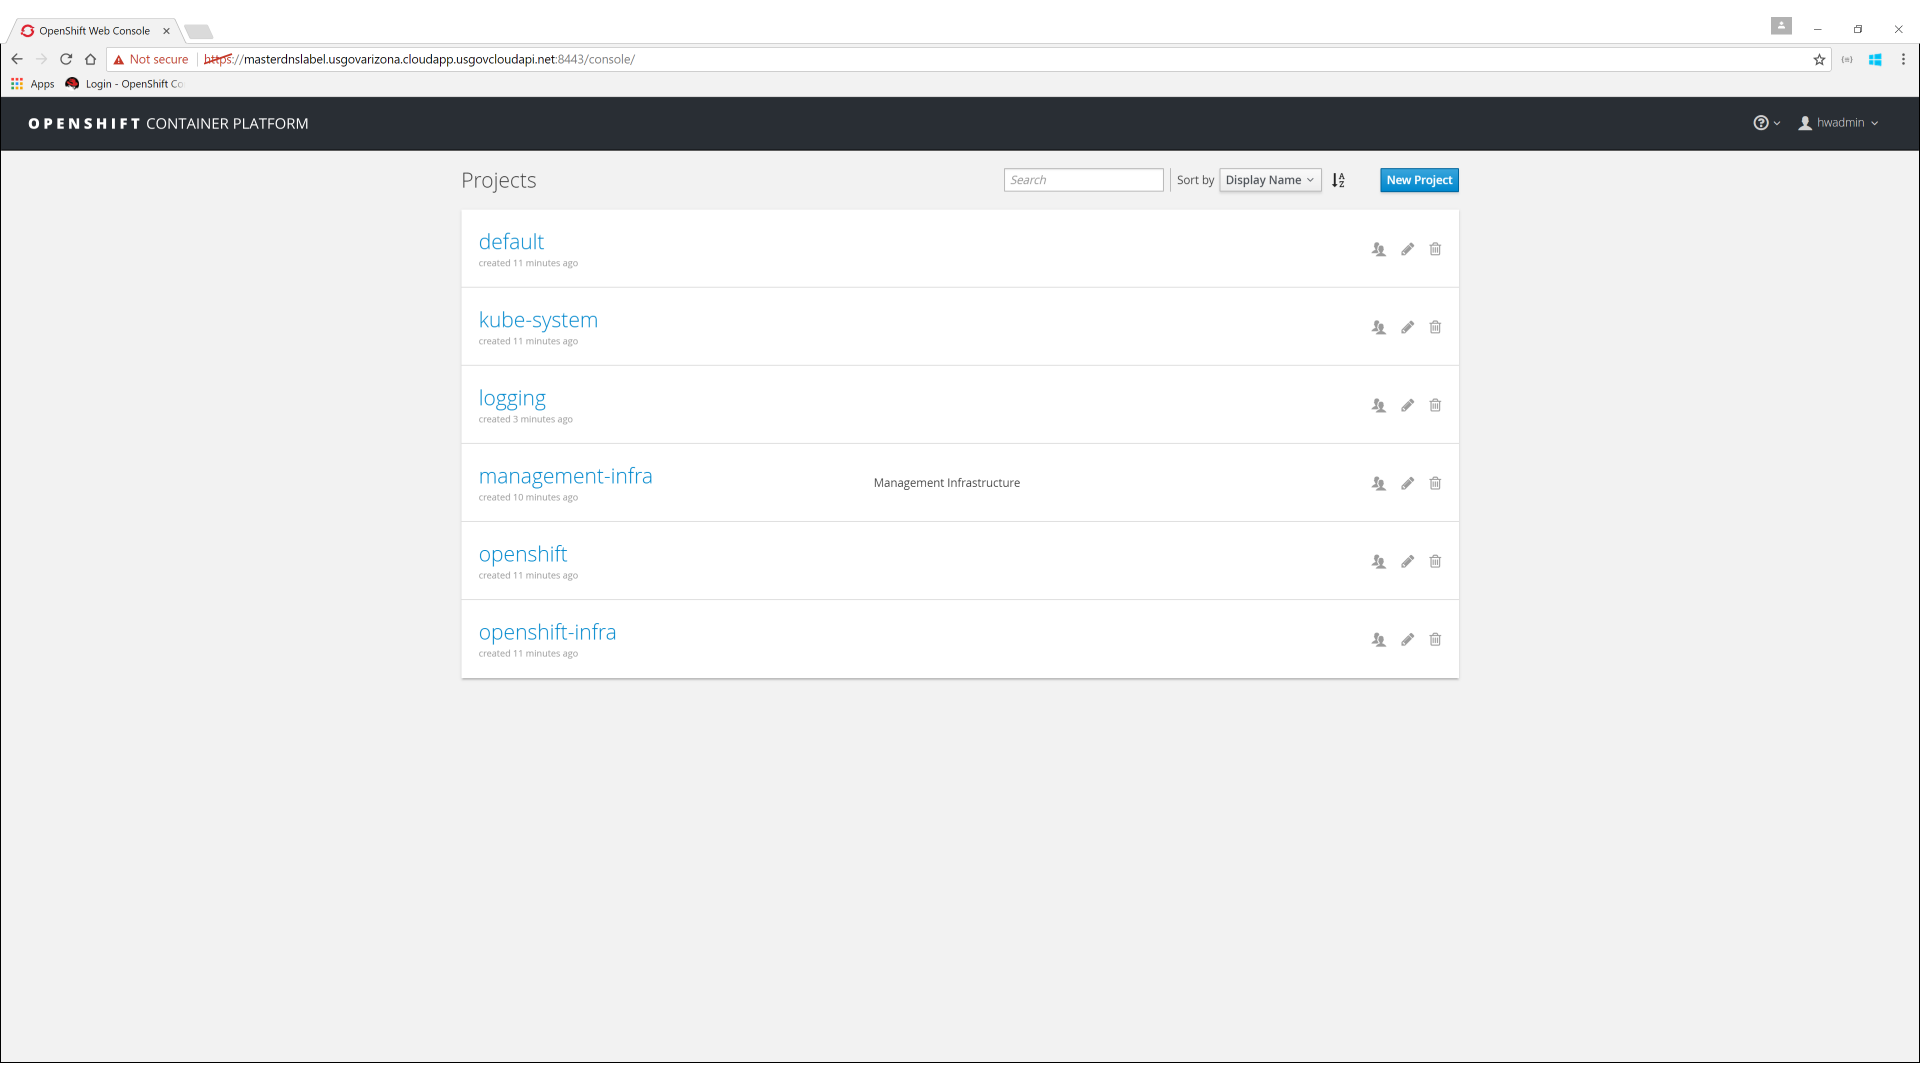 OpenShift Web Console
Not secure https://masterdnslabel.usgovarizona.cloudapp.usgovcloudapi.net:8443/console/
Apps Login - OpenShift Co
OPENSHIFT CONTAINER PLATFORM
hwadmin
Projects
Search
Sort by Display Name
New Project
default
created 11 minutes ago
kube-system
created 11 minutes ago
logging
created 3 minutes ago
management-infra
created 10 minutes ago
Management Infrastructure
openshift
created 11 minutes ago
openshift-infra
created 11 minutes ago